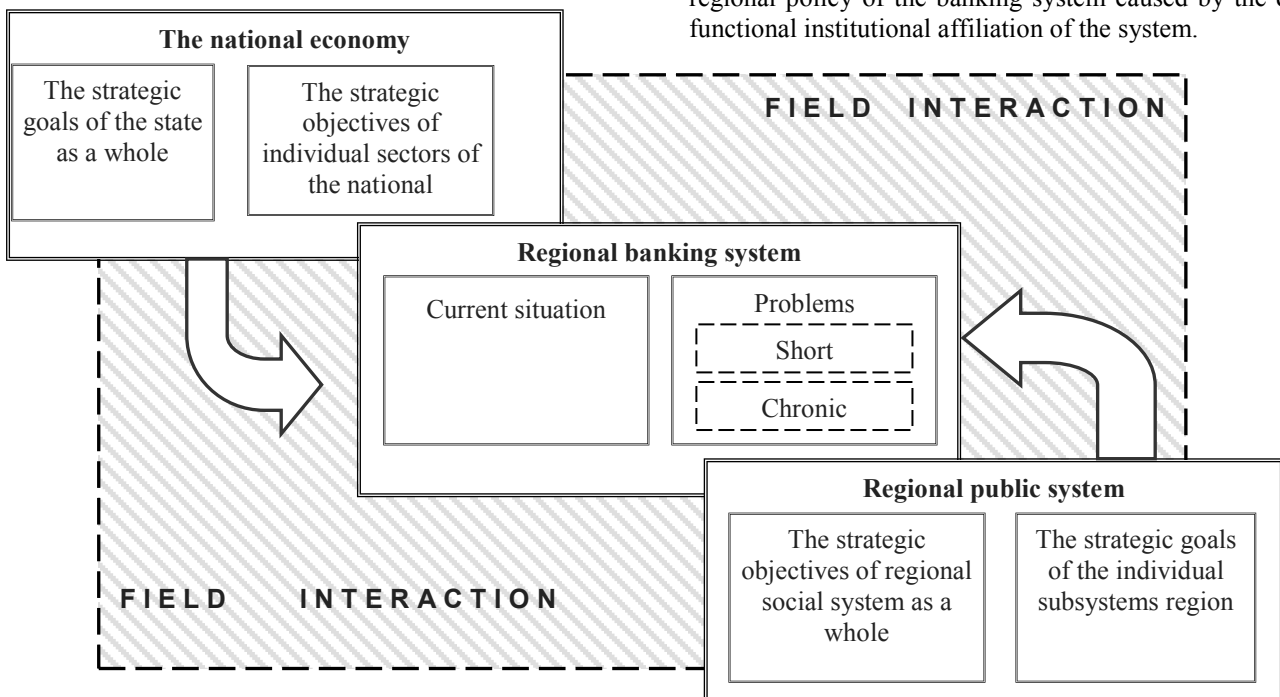 regional policy of the banking system caused by the
functional institutional affiliation of the system.
The national economy
The strategic
goals of the state
as a whole
The strategic
objectives of
individual sectors of
the national
FIELD INTERACTION
Regional banking system
Current situation
Problems
Short
Chronic
Regional public system
The strategic
objectives of regional
social system as a
whole
The strategic goals
of the individual
subsystems region
FIELD INTERACTION